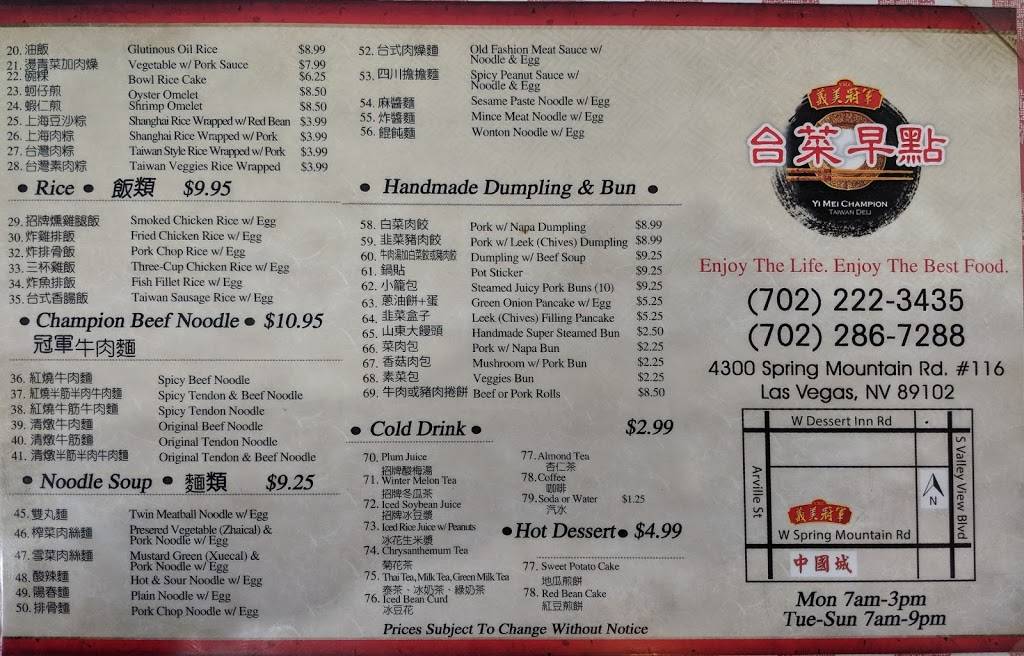 20. 油飯 Glutinous Oil Rice $8.99
21. 燙青菜加肉燥 Vegetable w/ Pork Sauce $7.99
22. 碗粿 Bowl Rice Cake $6.25
23. 蚵仔煎 Oyster Omelet $8.50
24. 蝦仁煎 Shrimp Omelet $8.50
25. 上海豆沙粽 Shanghai Rice Wrapped w/ Red Bean $3.99
26. 上海肉粽 Shanghai Rice Wrapped w/ Pork $3.99
27. 台灣肉粽 Taiwan Style Rice Wrapped w/ Pork $3.99
28. 台灣素肉粽 Taiwan Veggies Rice Wrapped $3.99
• Rice • 飯類 $9.95
29. 招牌燻雞腿飯 Smoked Chicken Rice w/ Egg
30. 炸雞排飯 Fried Chicken Rice w/ Egg
32. 炸排骨飯 Pork Chop Rice w/ Egg
33. 三杯雞飯 Three-Cup Chicken Rice w/ Egg
34. 炸魚排飯 Fish Fillet Rice w/ Egg
35. 台式香腸飯 Taiwan Sausage Rice w/ Egg
• Champion Beef Noodle • $10.95
冠軍牛肉麵
36. 紅燒牛肉麵 Spicy Beef Noodle
37. 紅燒半筋半肉牛肉麵 Spicy Tendon & Beef Noodle
38. 紅燒牛筋牛肉麵 Spicy Tendon Noodle
39. 清燉牛肉麵 Original Beef Noodle
40. 清燉牛筋麵 Original Tendon Noodle
41. 清燉半筋半肉牛肉麵 Original Tendon & Beef Noodle
• Noodle Soup • 麵類 $9.25
45. 雙丸麵 Twin Meatball Noodle w/ Egg
46. 榨菜肉絲麵 Presered Vegetable (Zhaical) &
Pork Noodle w/ Egg
47. 雪菜肉絲麵 Mustard Green (Xuecal) &
Pork Noodle w/ Egg
48. 酸辣麵 Hot & Sour Noodle w/ Egg
49. 陽春麵 Plain Noodle w/ Egg
50. 排骨麵 Pork Chop Noodle w/ Egg
52. 台式肉燥麵 Old Fashion Meat Sauce w/
Noodle & Egg
53. 四川擔擔麵 Spicy Peanut Sauce w/
Noodle & Egg
54. 麻醬麵 Sesame Paste Noodle w/ Egg
55. 炸醬麵 Mince Meat Noodle w/ Egg
56. 餛飩麵 Wonton Noodle w/ Egg
• Handmade Dumpling & Bun •
58. 白菜肉餃 Pork w/ Napa Dumpling $8.99
59. 韭菜豬肉餃 Pork w/ Leek (Chives) Dumpling $8.99
60. 牛肉湯加白菜餃或豬肉餃 Dumpling w/ Beef Soup $9.25
61. 鍋貼 Pot Sticker $9.25
62. 小籠包 Steamed Juicy Pork Buns (10) $9.25
63. 蔥油餅+蛋 Green Onion Pancake w/ Egg $5.25
64. 韭菜盒子 Leek (Chives) Filling Pancake $5.25
65. 山東大饅頭 Handmade Super Steamed Bun $2.50
66. 菜肉包 Pork w/ Napa Bun $2.25
67. 香菇肉包 Mushroom w/ Pork Bun $2.25
68. 素菜包 Veggies Bun $2.25
69. 牛肉或豬肉捲餅 Beef or Pork Rolls $8.50
• Cold Drink • $2.99
70. Plum Juice
招牌酸梅湯
71. Winter Melon Tea
招牌冬瓜茶
72. Iced Soybean Juice
招牌冰豆漿
73. Iced Rice Juice w/ Peanuts
冰花生米漿
74. Chrysanthemum Tea
菊花茶
75. Thai Tea, Milk Tea, Green Milk Tea
泰茶、冰奶茶、綠奶茶
76. Iced Bean Curd
冰豆花
77. Almond Tea
杏仁茶
78. Coffee
咖啡
79. Soda or Water $1.25
汽水
• Hot Dessert • $4.99
77. Sweet Potato Cake
地瓜煎餅
78. Red Bean Cake
紅豆煎餅
Prices Subject To Change Without Notice
義美冠軍
台菜早點
YI MEI CHAMPION
TAIWAN DELI
Enjoy The Life. Enjoy The Best Food.
(702) 222-3435
(702) 286-7288
4300 Spring Mountain Rd. #116
Las Vegas, NV 89102
W Dessert Inn Rd
Arville St
S Valley View Blvd
N
義美冠軍
W Spring Mountain Rd
中國城
Mon 7am-3pm
Tue-Sun 7am-9pm